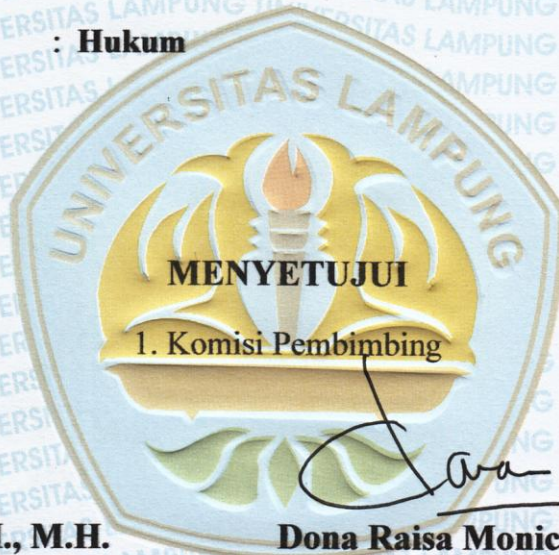 : Hukum
UNIVERSITAS LAMPUNG
MENYETUJUI
1. Komisi Pembimbing
., M.H.
Dona Raisa Monic